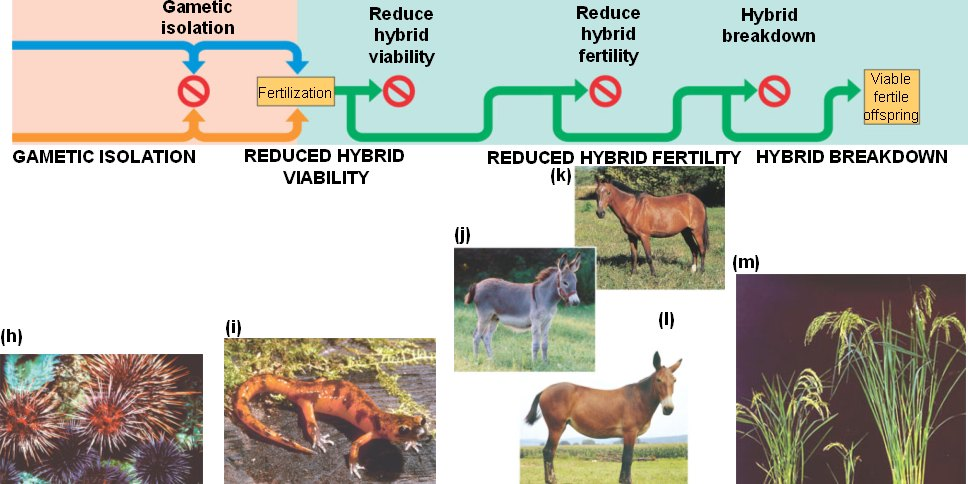 Gametic
isolation
Reduce
hybrid
viability
Reduce
hybrid
fertility
Hybrid
breakdown
Fertilization
Viable
fertile
offspring
GAMETIC ISOLATION
REDUCED HYBRID
VIABILITY
REDUCED HYBRID FERTILITY
HYBRID BREAKDOWN
(k)
(j)
(m)
(l)
(i)
(h)